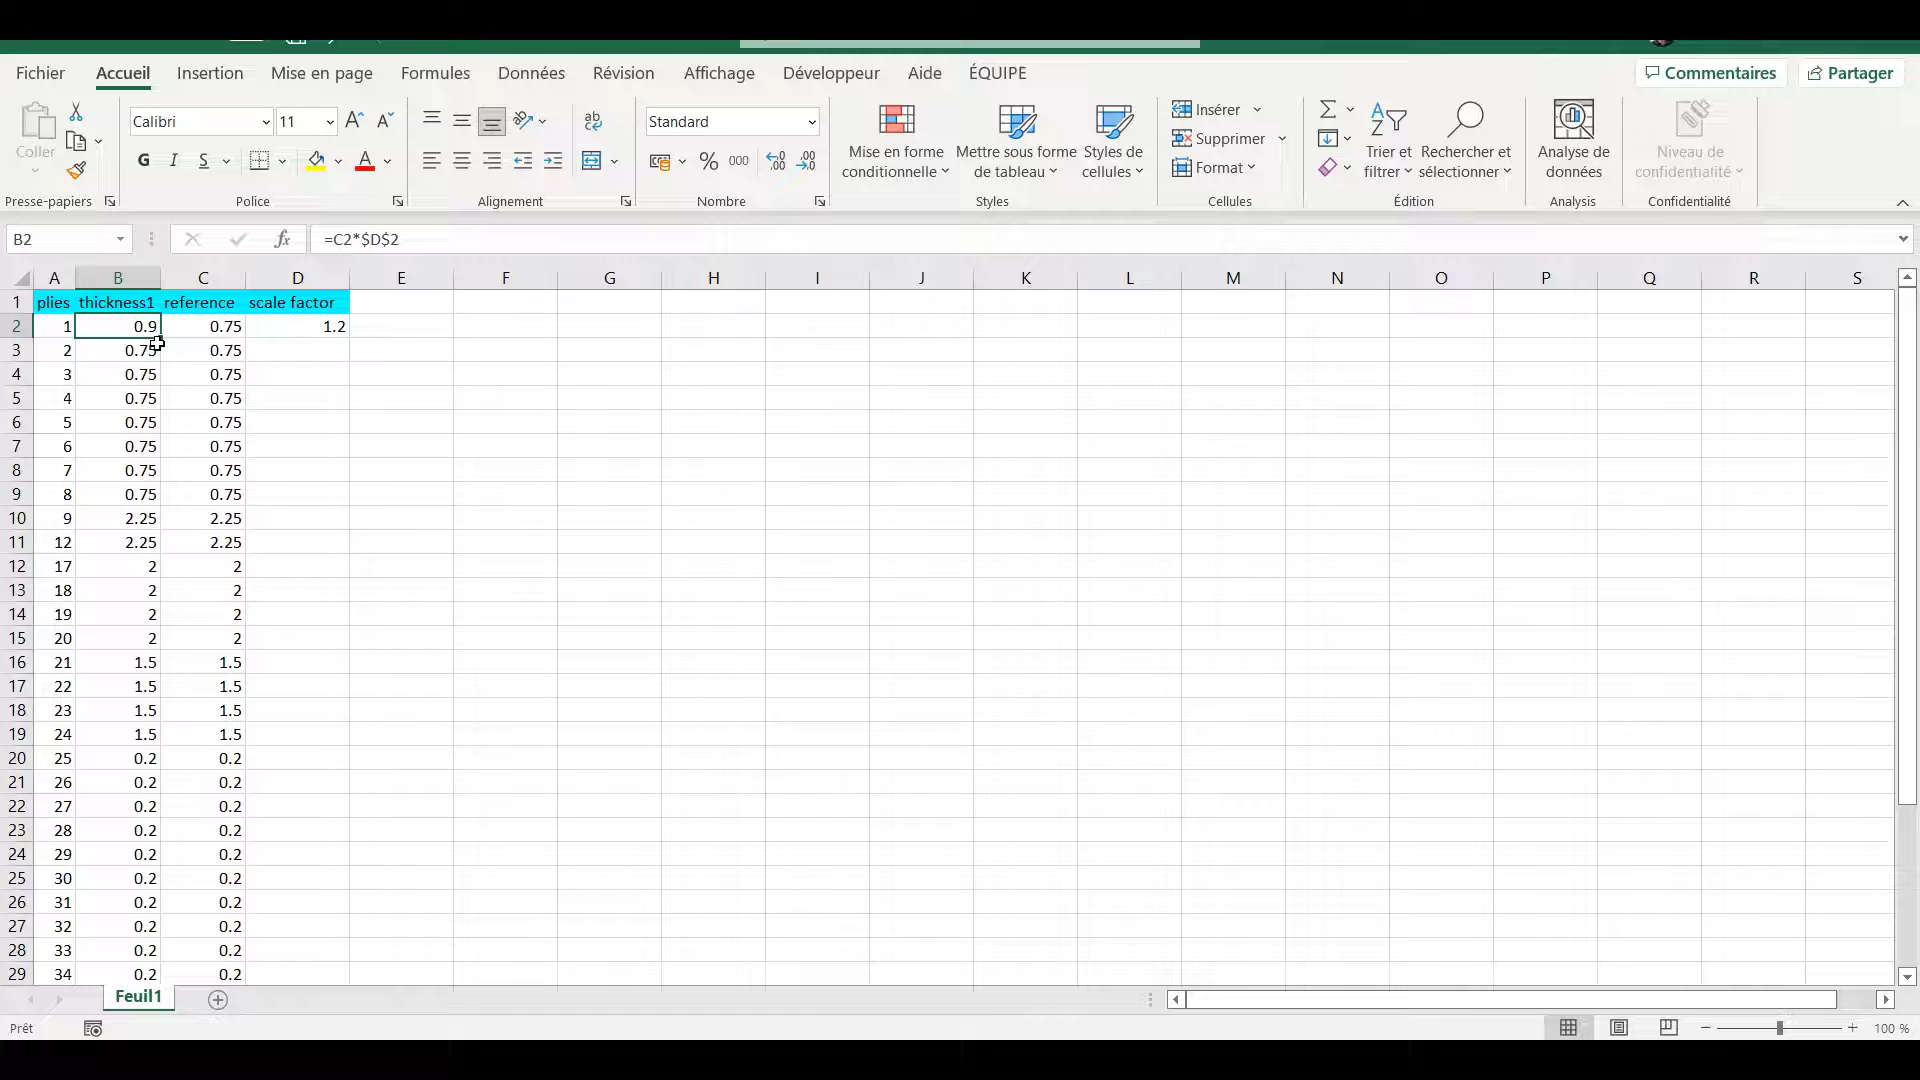 Fichier Accueil Insertion Mise en page Formules Données Révision Affichage Développeur Aide ÉQUIPE Commentaires Partager
Coller
Presse-papiers
Calibri 11
G I S
Police
Alignement
Standard
% 000
Nombre
Mise en forme conditionnelle
Mettre sous forme de tableau
Styles de cellules
Styles
Insérer
Supprimer
Format
Cellules
Trier et filtrer
Rechercher et sélectionner
Édition
Analyse de données
Analysis
Niveau de confidentialité
Confidentialité
B2 fx =C2*$D$2
A B C D E F G H I J K L M N O P Q R S
1 plies thickness1 reference scale factor
2 1 0.9 0.75 1.2
3 2 0.75 0.75
4 3 0.75 0.75
5 4 0.75 0.75
6 5 0.75 0.75
7 6 0.75 0.75
8 7 0.75 0.75
9 8 0.75 0.75
10 9 2.25 2.25
11 12 2.25 2.25
12 17 2 2
13 18 2 2
14 19 2 2
15 20 2 2
16 21 1.5 1.5
17 22 1.5 1.5
18 23 1.5 1.5
19 24 1.5 1.5
20 25 0.2 0.2
21 26 0.2 0.2
22 27 0.2 0.2
23 28 0.2 0.2
24 29 0.2 0.2
25 30 0.2 0.2
26 31 0.2 0.2
27 32 0.2 0.2
28 33 0.2 0.2
29 34 0.2 0.2
Feuil1
Prêt 100 %